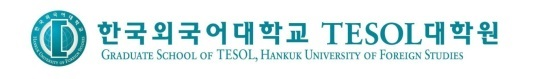 한국외국어대학교 TESOL대학원
GRADUATE SCHOOL OF TESOL, HANKUK UNIVERSITY OF FOREIGN STUDIES